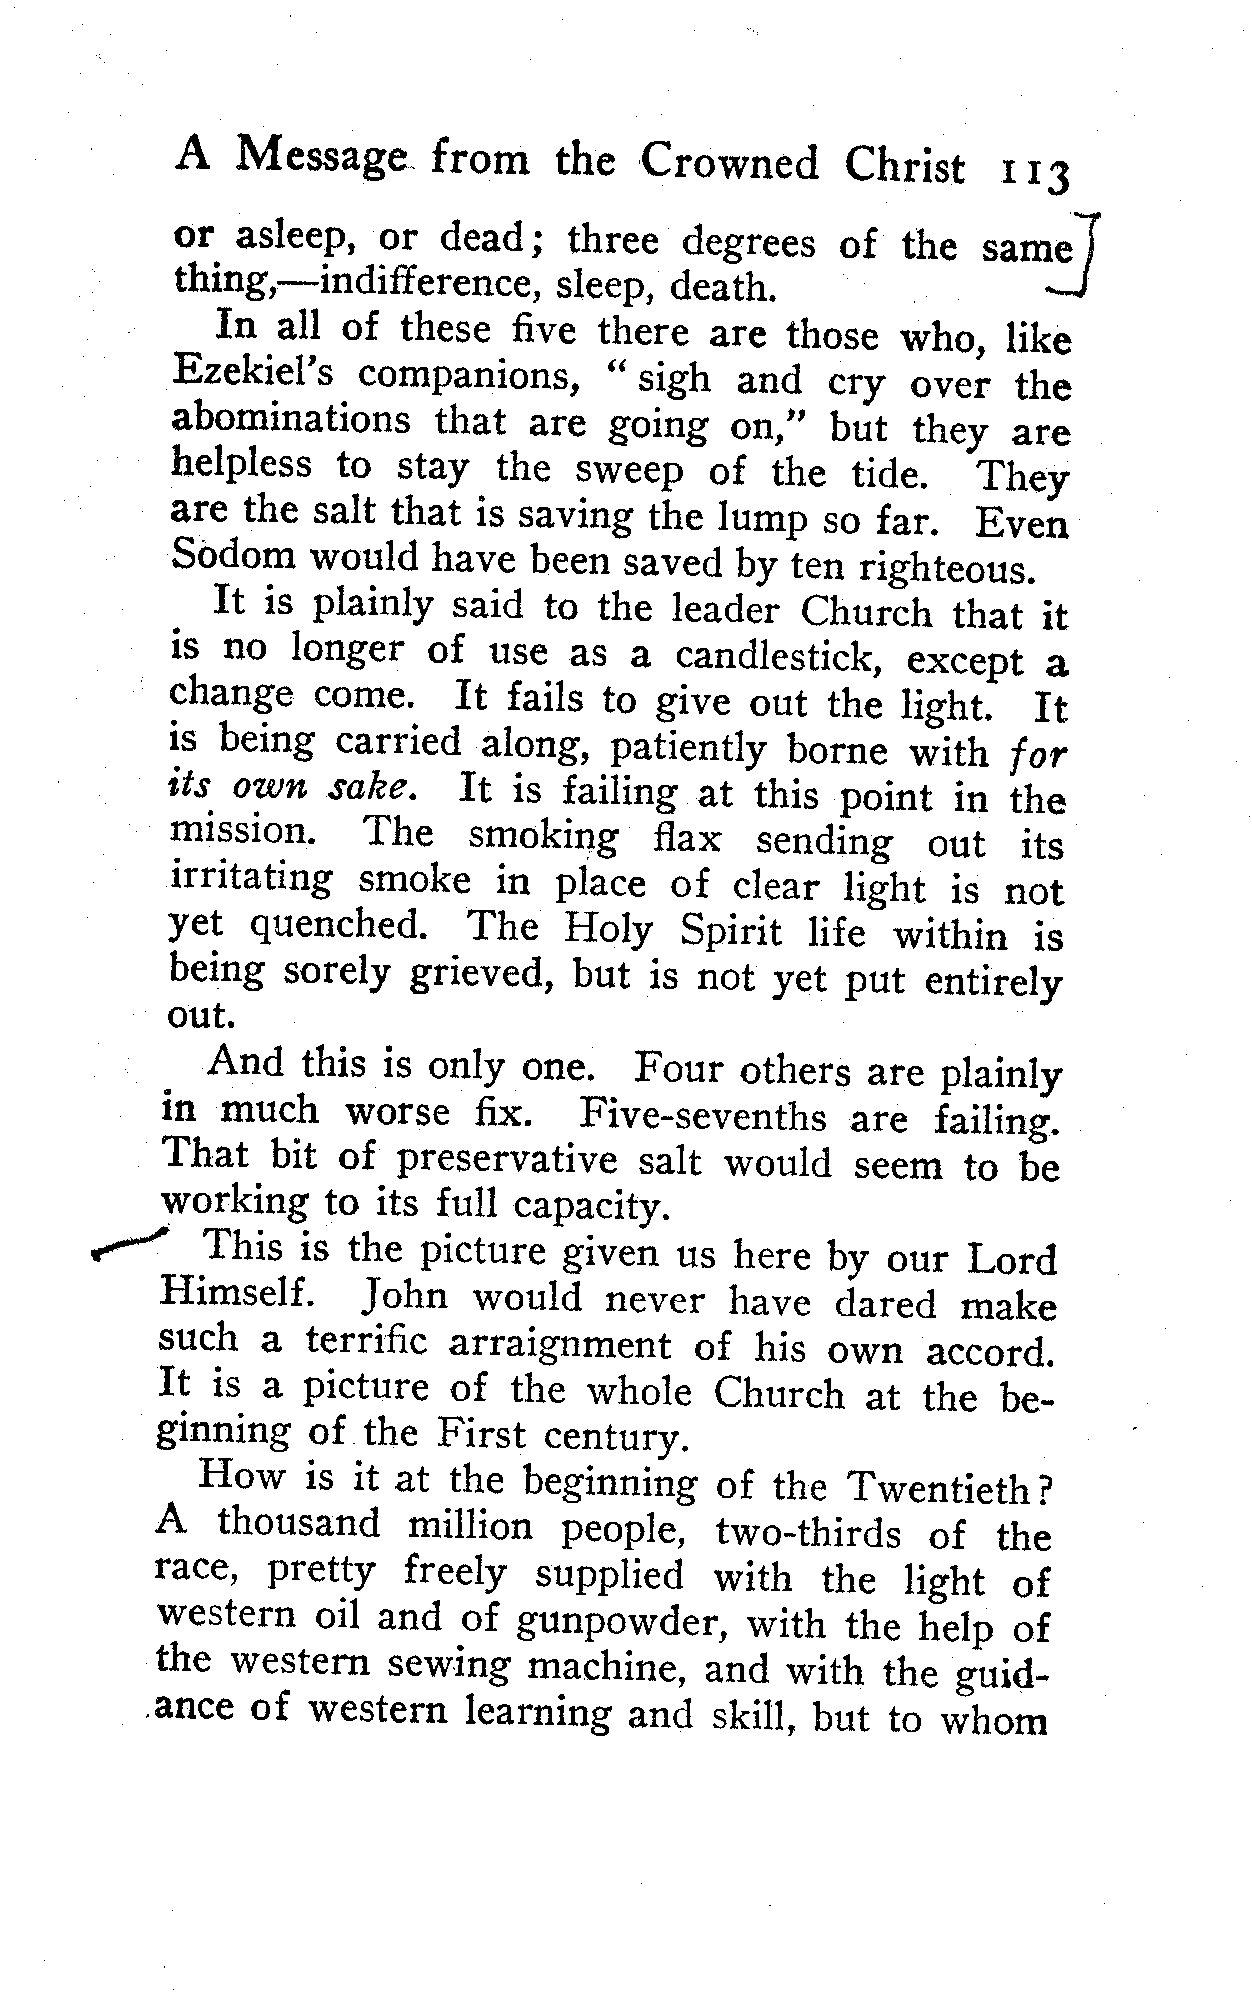 A Message from the Crowned Christ 113
or asleep, or dead; three degrees of the same
thing,—indifference, sleep, death.
In all of these five there are those who, like
Ezekiel's companions, "sigh and cry over the
abominations that are going on," but they are
helpless to stay the sweep of the tide. They
are the salt that is saving the lump so far. Even
Sodom would have been saved by ten righteous.
It is plainly said to the leader Church that it
is no longer of use as a candlestick, except a
change come. It fails to give out the light. It
is being carried along, patiently borne with for
its own sake. It is failing at this point in the
mission. The smoking flax sending out its
irritating smoke in place of clear light is not
yet quenched. The Holy Spirit life within is
being sorely grieved, but is not yet put entirely
out.
And this is only one. Four others are plainly
in much worse fix. Five-sevenths are failing.
That bit of preservative salt would seem to be
working to its full capacity.
This is the picture given us here by our Lord
Himself. John would never have dared make
such a terrific arraignment of his own accord.
It is a picture of the whole Church at the be-
ginning of the First century.
How is it at the beginning of the Twentieth?
A thousand million people, two-thirds of the
race, pretty freely supplied with the light of
western oil and of gunpowder, with the help of
the western sewing machine, and with the guid-
ance of western learning and skill, but to whom